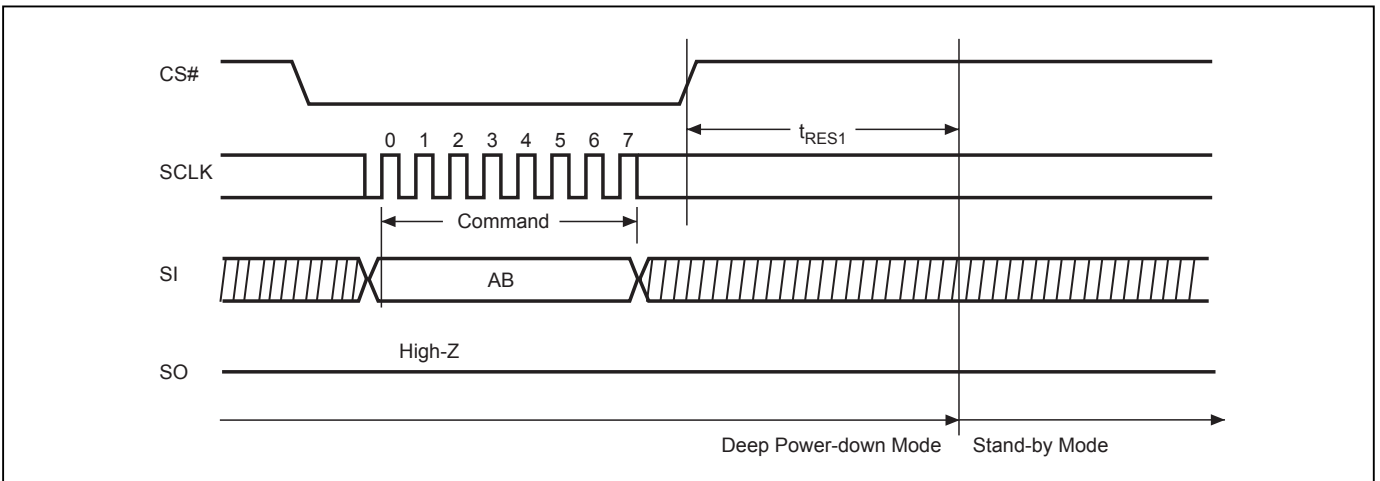 CS#
t_RES1
0 1 2 3 4 5 6 7
SCLK
Command
SI
AB
High-Z
SO
Deep Power-down Mode Stand-by Mode